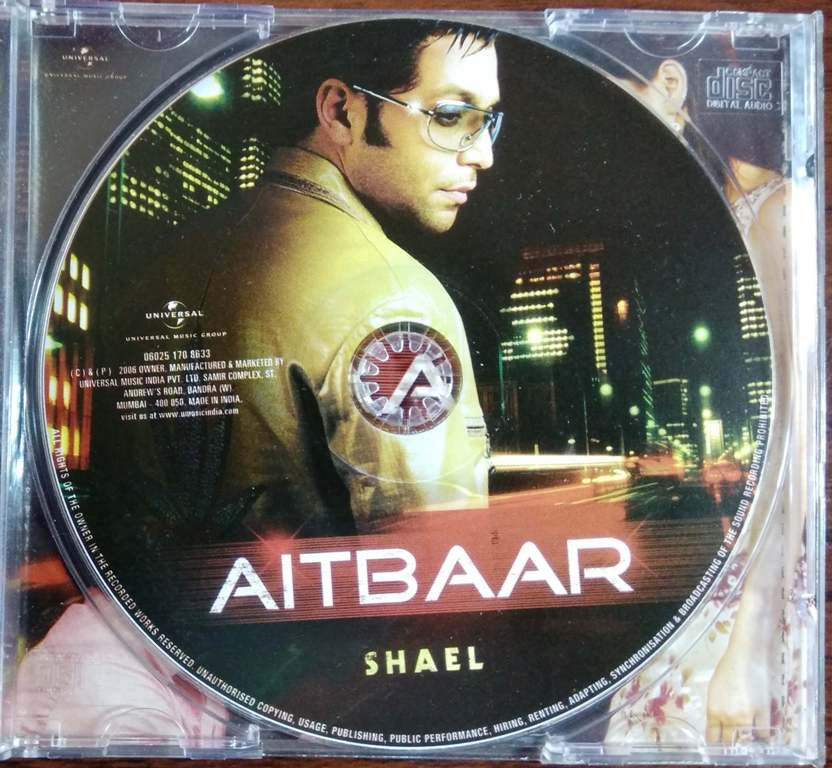 UNIVERSAL
UNIVERSAL MUSIC GROUP
COMPACT
disc
DIGITAL AUDIO
UNIVERSAL
UNIVERSAL MUSIC GROUP
06025 170 8633
(C) & (P) 2006 OWNER. MANUFACTURED & MARKETED BY
UNIVERSAL MUSIC INDIA PVT. LTD. SAMIR COMPLEX, ST.
ANDREW'S ROAD, BANDRA (W)
MUMBAI - 400 050. MADE IN INDIA.
visit us at www.umusicindia.com
A
AITBAAR
SHAEL
ALL RIGHTS OF THE OWNER IN THE RECORDED WORKS RESERVED. UNAUTHORISED COPYING, USAGE, PUBLISHING, PUBLIC PERFORMANCE, HIRING, RENTING, ADAPTING, SYNCHRONISATION & BROADCASTING OF THE SOUND RECORDING PROHIBITED